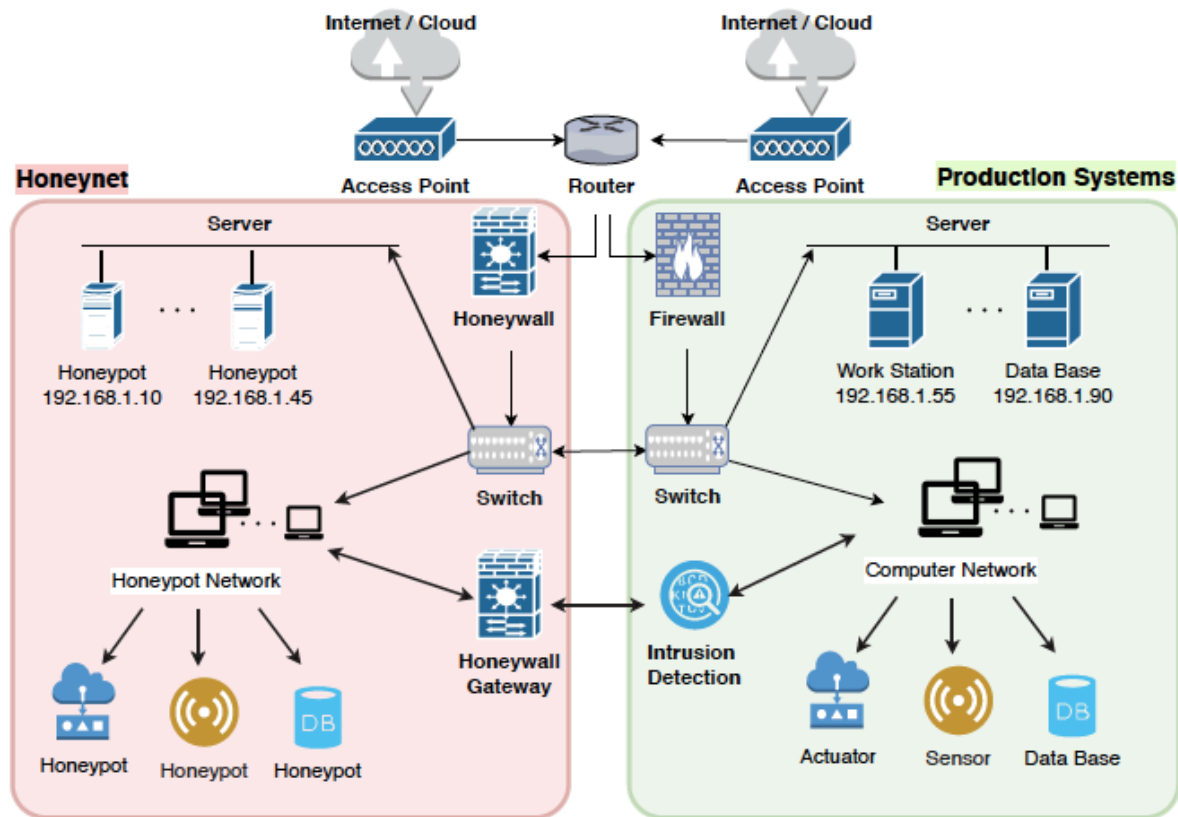 Internet / Cloud
Internet / Cloud
Access Point
Router
Access Point
Honeynet
Production Systems
Server
Server
Honeywall
Firewall
Honeypot
192.168.1.10
. . .
Honeypot
192.168.1.45
Work Station
192.168.1.55
. . .
Data Base
192.168.1.90
Switch
Switch
. . .
. . .
Honeypot Network
Computer Network
Honeywall
Gateway
Intrusion
Detection
DB
DB
Honeypot
Honeypot
Honeypot
Actuator
Sensor
Data Base